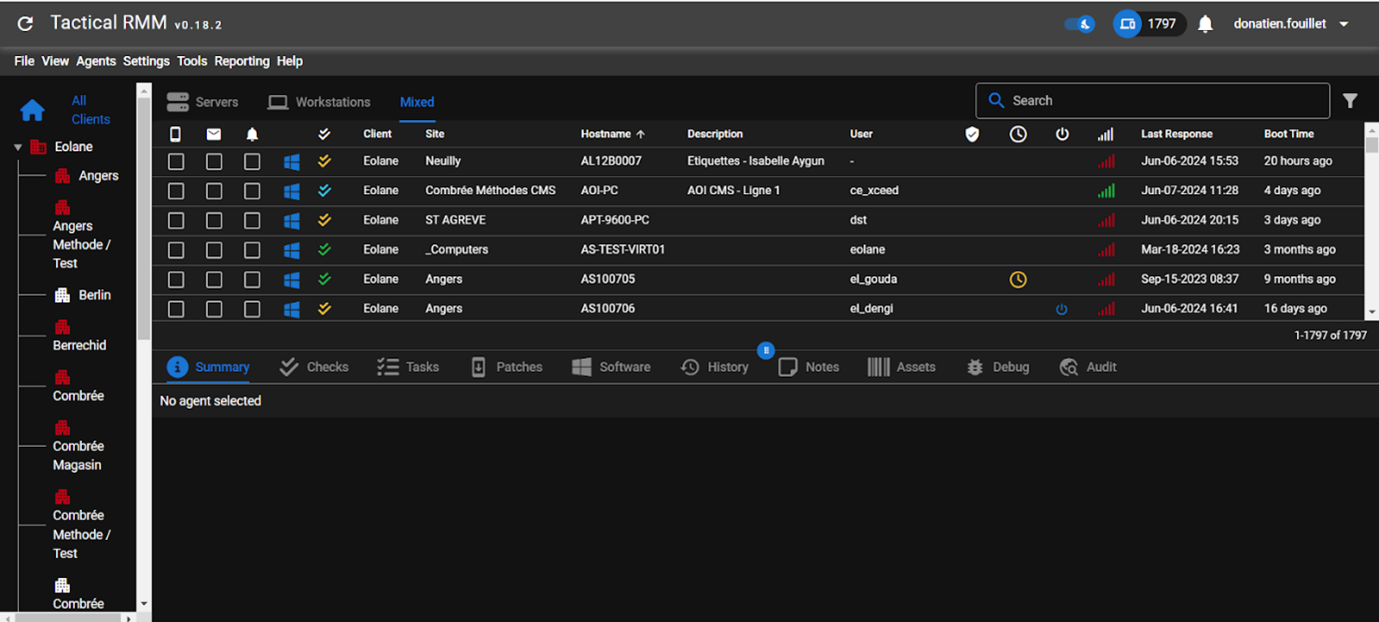 Tactical RMM v0.18.2
1797
donatien.fouillet
File View Agents Settings Tools Reporting Help
All
Clients
Eolane
Angers
Angers
Methode /
Test
Berlin
Berrechid
Combrée
Combrée
Magasin
Combrée
Methode /
Test
Combrée
Servers Workstations Mixed
Search
Client Site Hostname Description User Last Response Boot Time
Eolane Neuilly AL12B0007 Etiquettes - Isabelle Aygun - Jun-06-2024 15:53 20 hours ago
Eolane Combrée Méthodes CMS AOI-PC AOI CMS - Ligne 1 ce_xceed Jun-07-2024 11:28 4 days ago
Eolane ST AGREVE APT-9600-PC dst Jun-06-2024 20:15 3 days ago
Eolane _Computers AS-TEST-VIRT01 eolane Mar-18-2024 16:23 3 months ago
Eolane Angers AS100705 el_gouda Sep-15-2023 08:37 9 months ago
Eolane Angers AS100706 el_dengi Jun-06-2024 16:41 16 days ago
1-1797 of 1797
Summary Checks Tasks Patches Software History Notes Assets Debug Audit
No agent selected